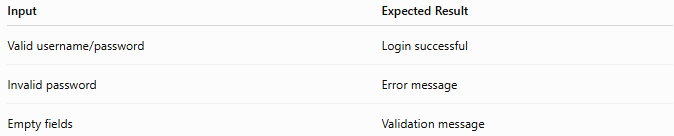 Input Expected Result
Valid username/password Login successful
Invalid password Error message
Empty fields Validation message